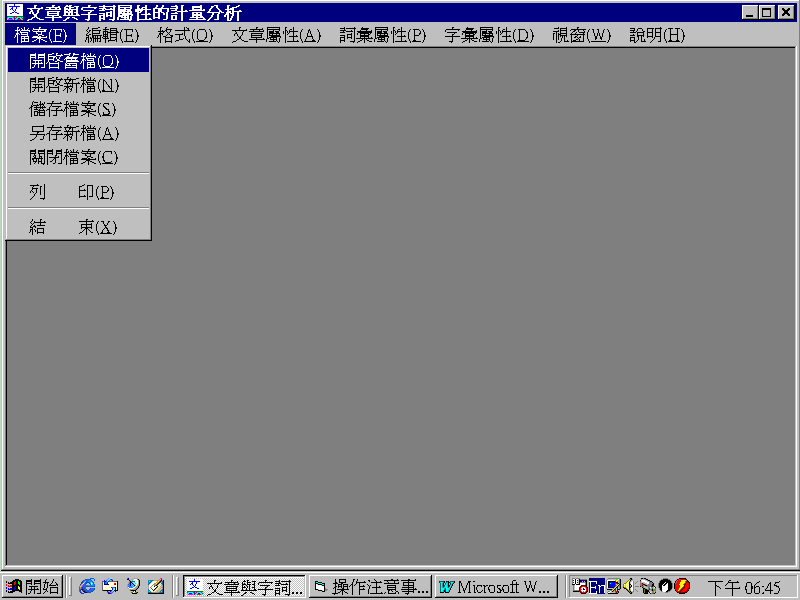 文章與字詞屬性的計量分析
檔案(F) 編輯(E) 格式(O) 文章屬性(A) 詞彙屬性(P) 字彙屬性(D) 視窗(W) 說明(H)
開啓舊檔(O)
開啓新檔(N)
儲存檔案(S)
另存新檔(A)
關閉檔案(C)
列 印(P)
結 束(X)
開始 文章與字詞... 操作注意事... Microsoft W... En 下午 06:45